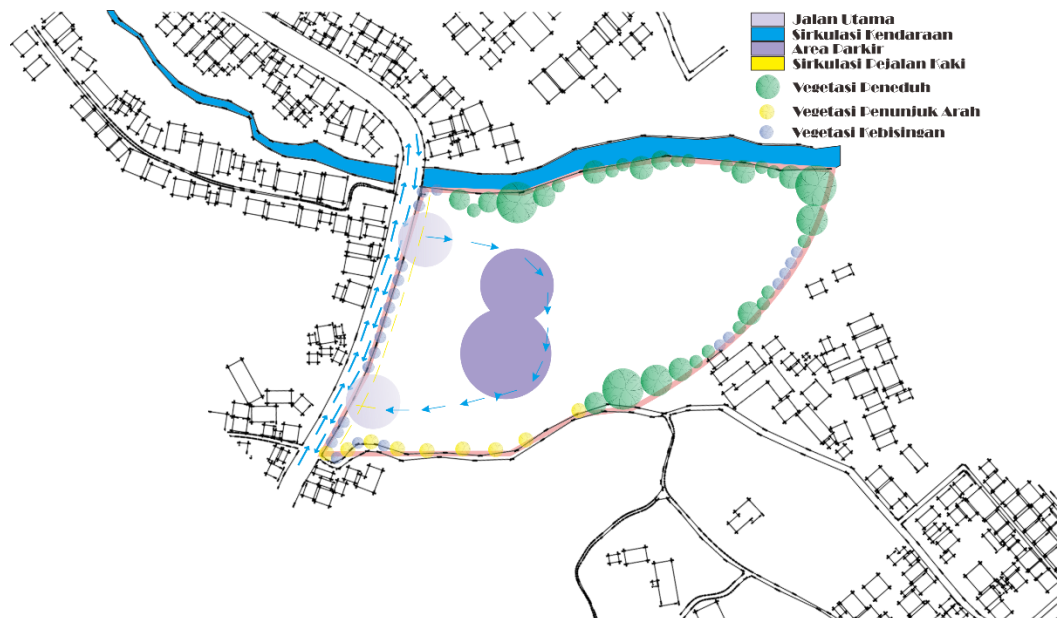 Jalan Utama
Sirkulasi Kendaraan
Area Parkir
Sirkulasi Pejalan Kaki
Vegetasi Peneduh
Vegetasi Penunjuk Arah
Vegetasi Kebisingan